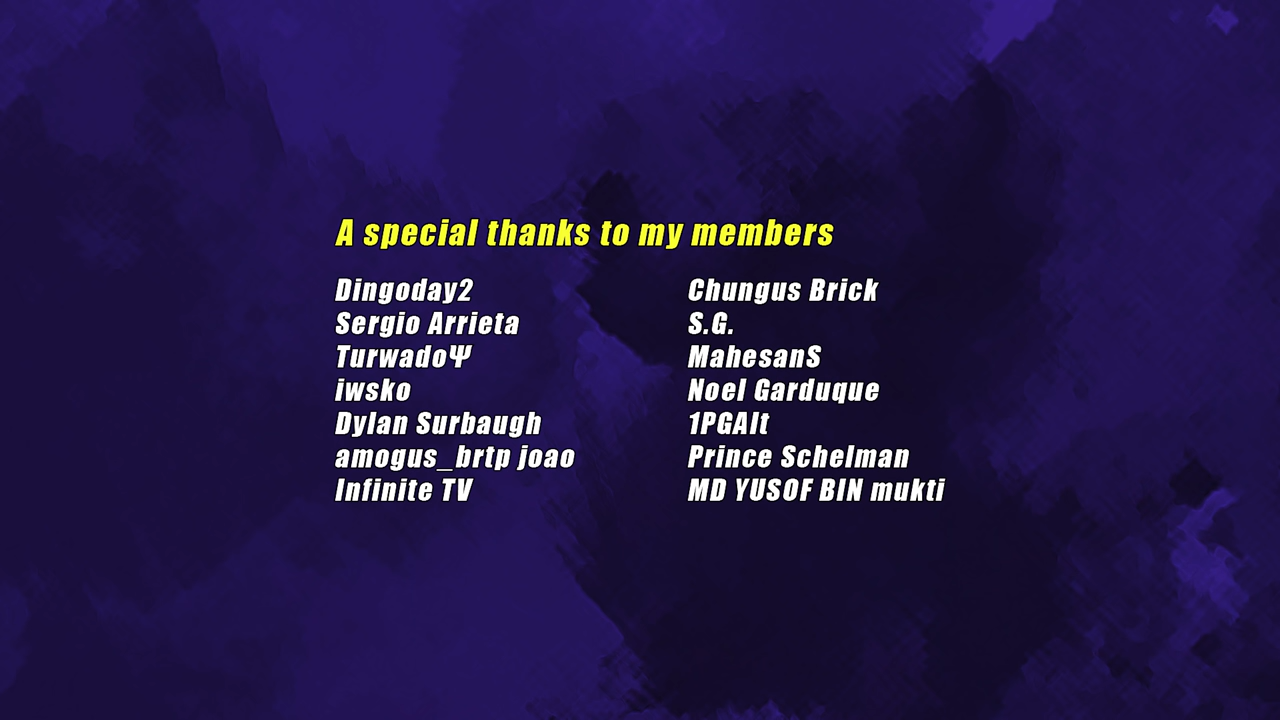 A special thanks to my members
Dingoday2
Sergio Arrieta
TurwadoΨ
iwsko
Dylan Surbaugh
amogus_brtp joao
Infinite TV
Chungus Brick
S.G.
MahesanS
Noel Garduque
1PGAlt
Prince Schelman
MD YUSOF BIN mukti